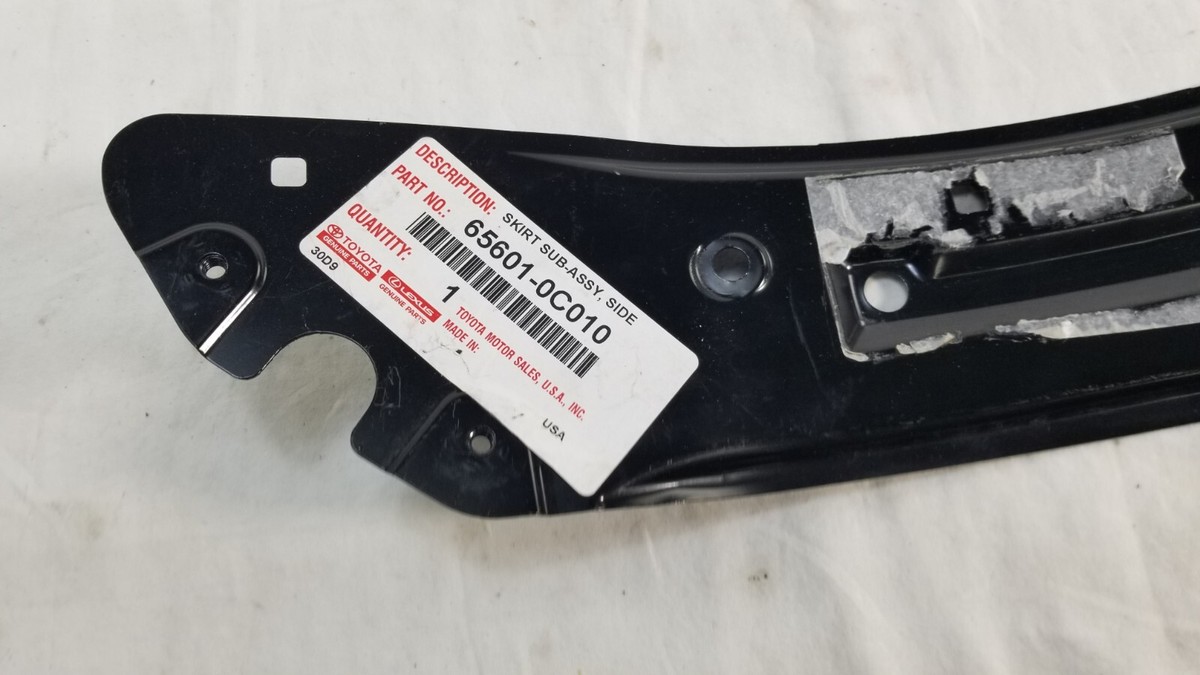 DESCRIPTION: SKIRT SUB-ASSY, SIDE
PART NO.: 65601-0C010
QUANTITY: 1
TOYOTA
GENUINE PARTS
LEXUS
GENUINE PARTS
TOYOTA MOTOR SALES, U.S.A., INC.
MADE IN: USA
30D9